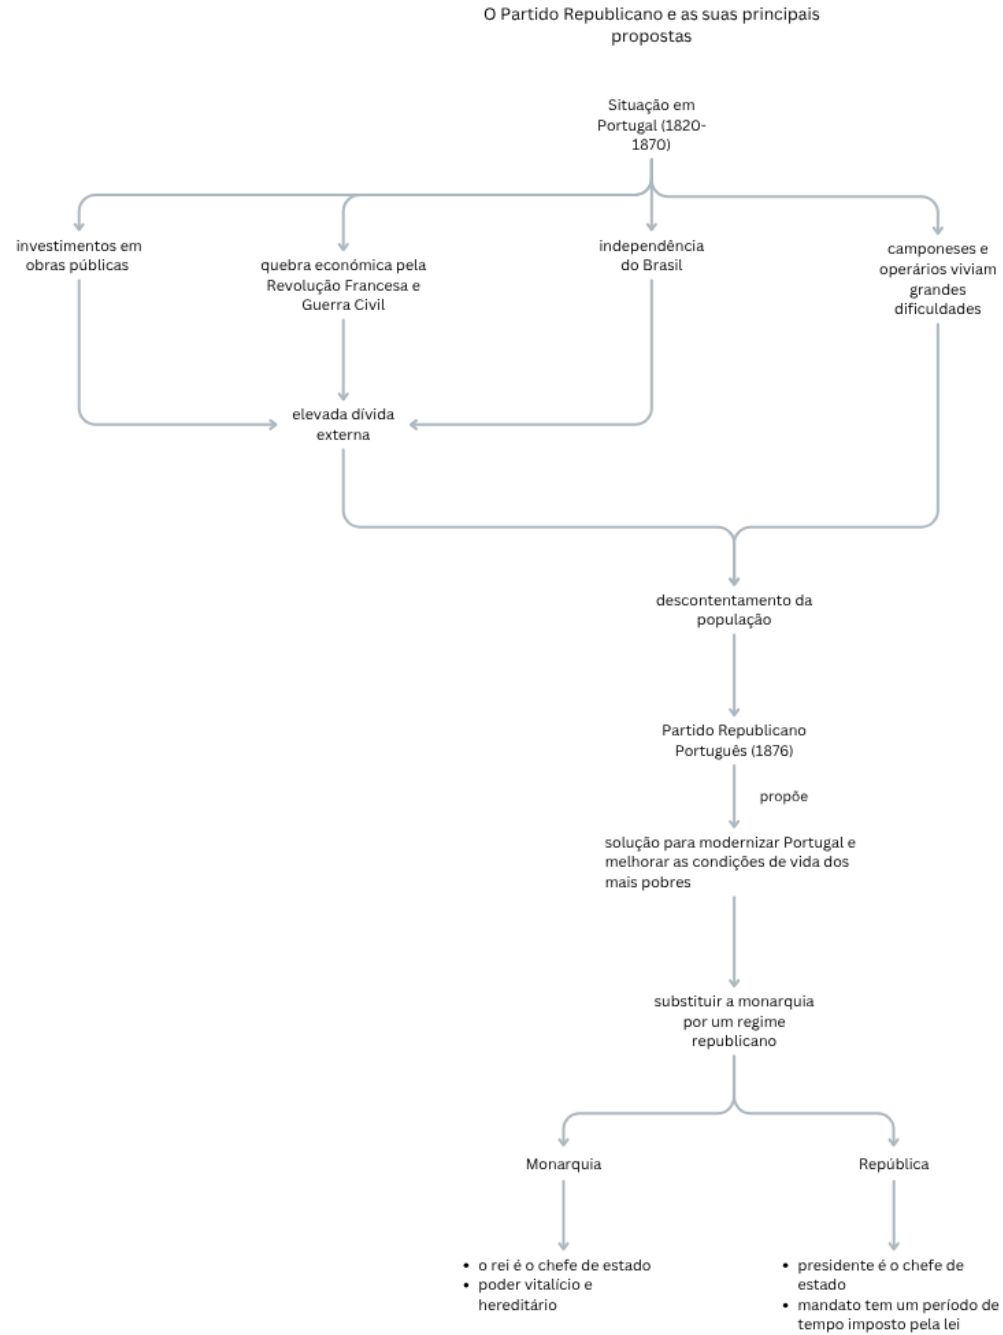 O Partido Republicano e as suas principais
propostas
Situação em
Portugal (1820-
1870)
investimentos em
obras públicas
quebra económica pela
Revolução Francesa e
Guerra Civil
independência
do Brasil
camponeses e
operários viviam
grandes
dificuldades
elevada dívida
externa
descontentamento da
população
Partido Republicano
Português (1876)
propõe
solução para modernizar Portugal e
melhorar as condições de vida dos
mais pobres
substituir a monarquia
por um regime
republicano
Monarquia
• o rei é o chefe de estado
• poder vitalício e
hereditário
República
• presidente é o chefe de
estado
• mandato tem um período de
tempo imposto pela lei